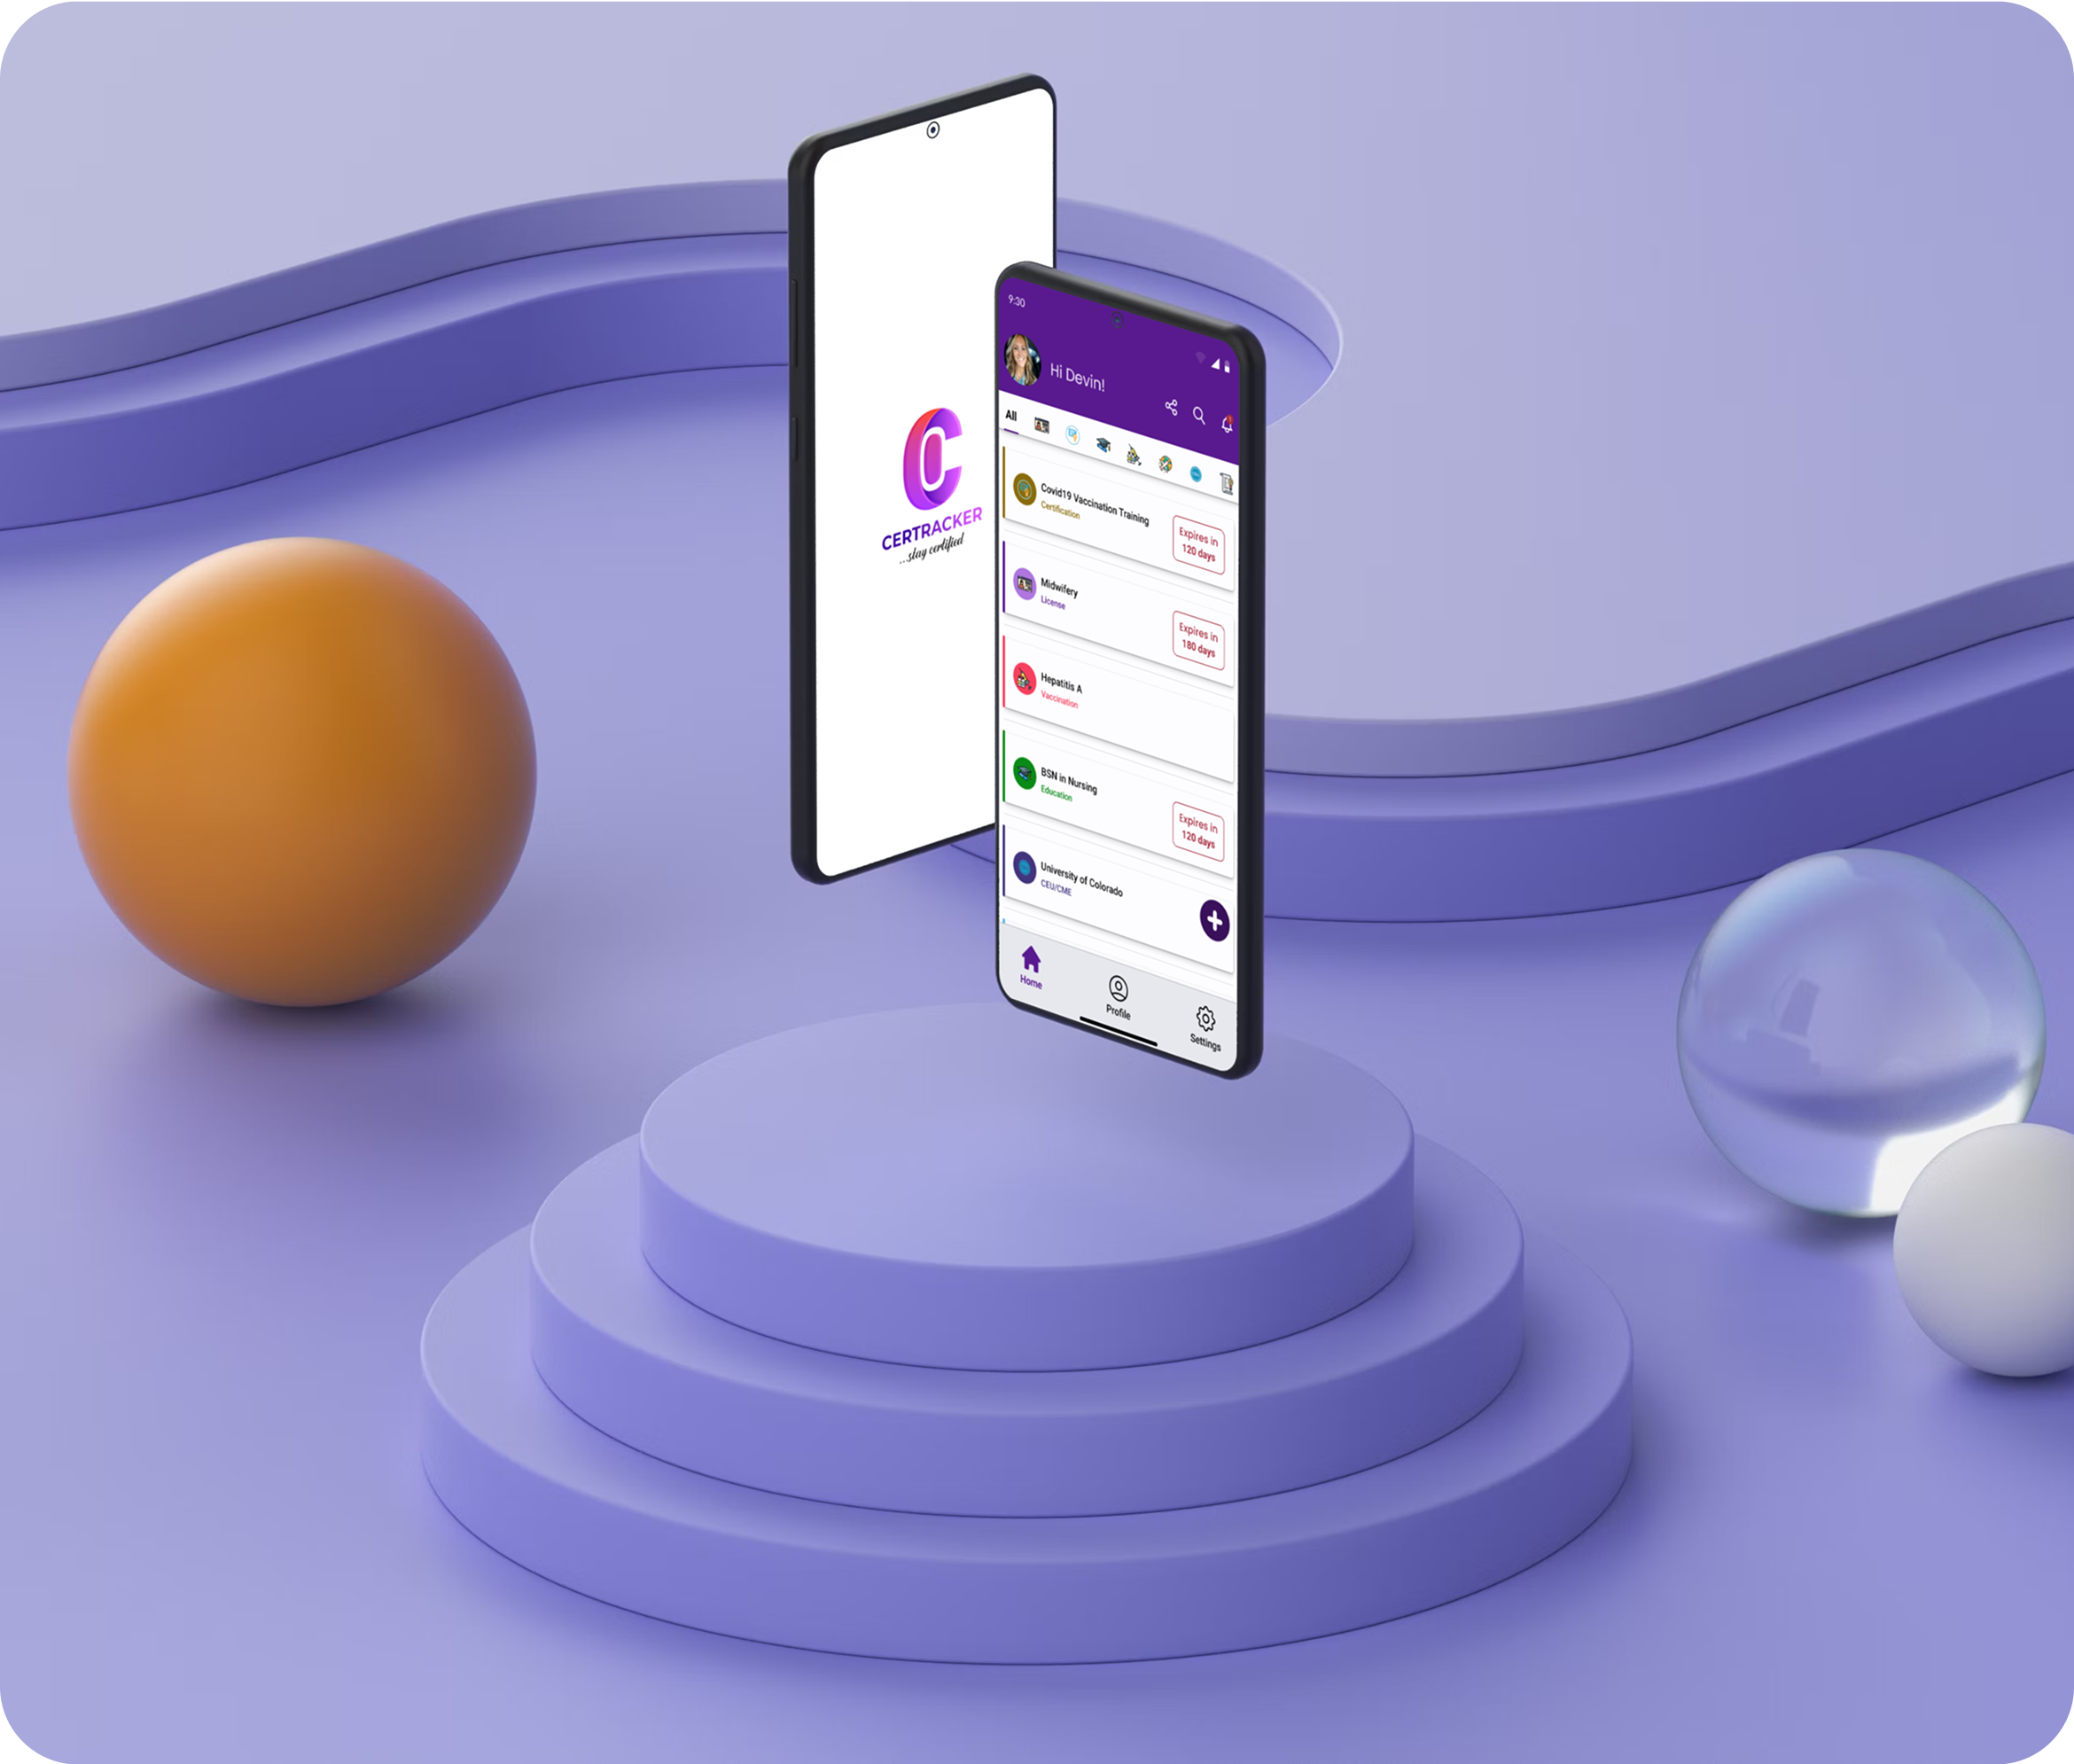 CERTRACKER
...stay certified
9:30
Hi Devin!
All
Covid19 Vaccination Training
Certification
Expires in
120 days
Midwifery
License
Expires in
180 days
Hepatitis A
Vaccination
BSN in Nursing
Education
Expires in
120 days
University of Colorado
CEU/CME
Home
Profile
Settings